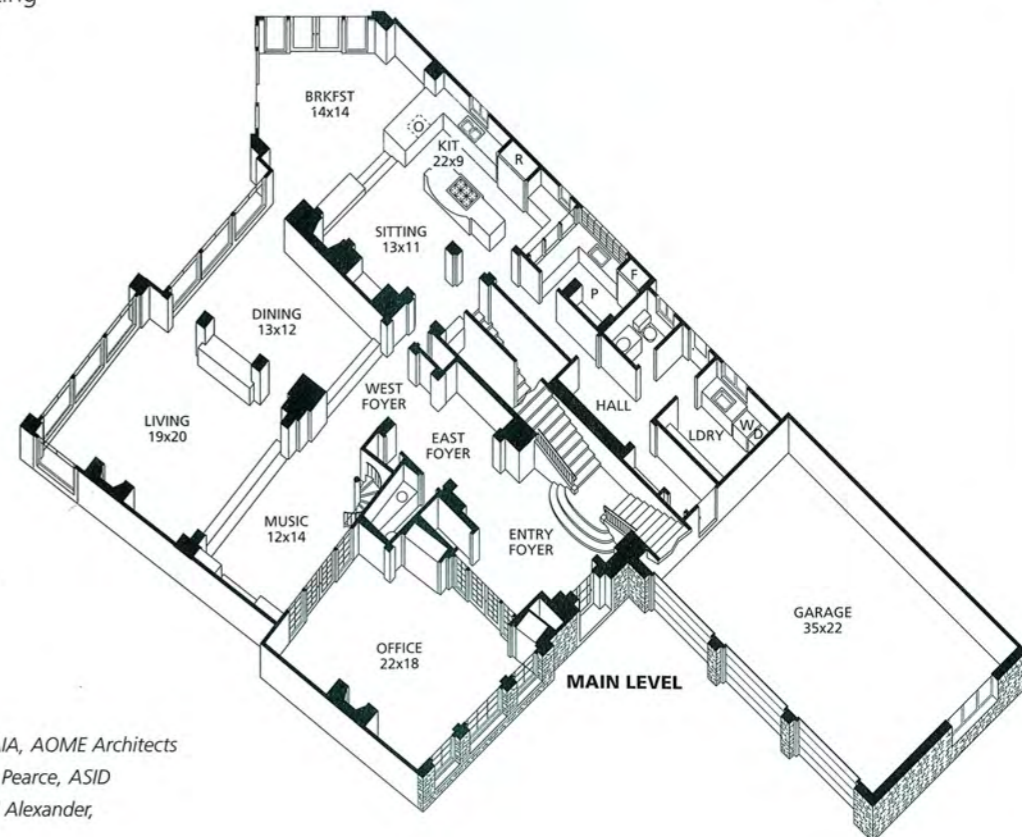 BRKFST
14x14
O
KIT
22x9
R
SITTING
13x11
F
P
DINING
13x12
WEST
FOYER
HALL
W
D
LDRY
LIVING
19x20
EAST
FOYER
MUSIC
12x14
ENTRY
FOYER
GARAGE
35x22
OFFICE
22x18
MAIN LEVEL
AIA, AOME Architects
Pearce, ASID
Alexander,